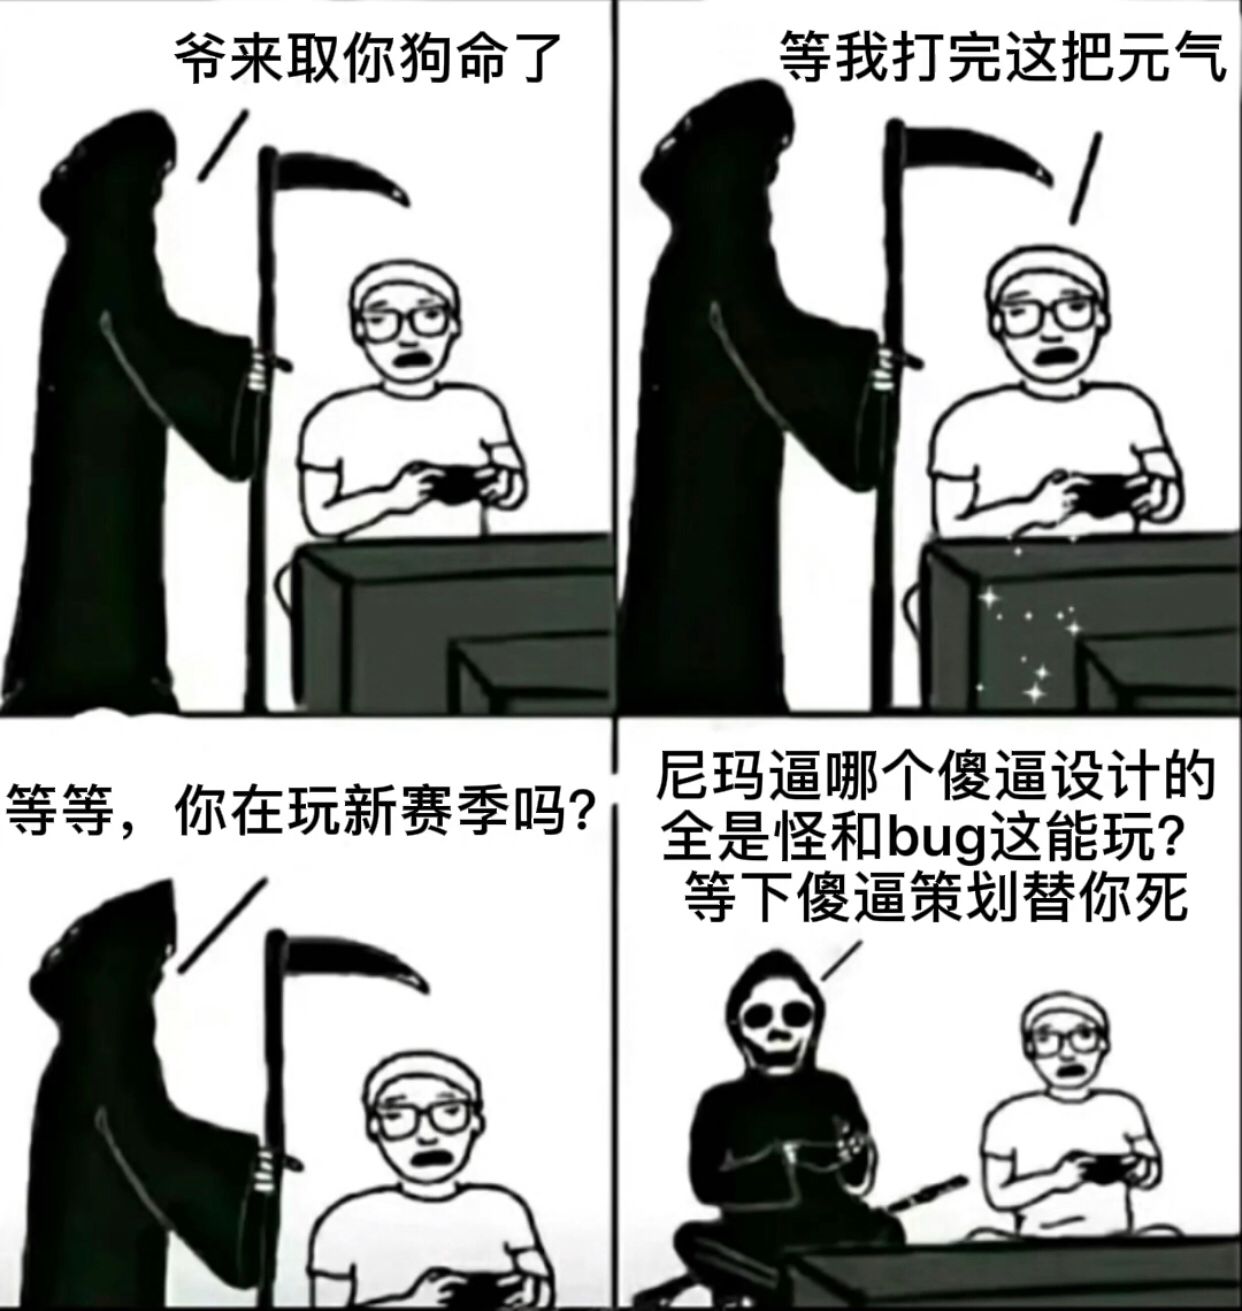 爷来取你狗命了
等我打完这把元气
等等，你在玩新赛季吗？
尼玛逼哪个傻逼设计的
全是怪和bug这能玩？
等下傻逼策划替你死